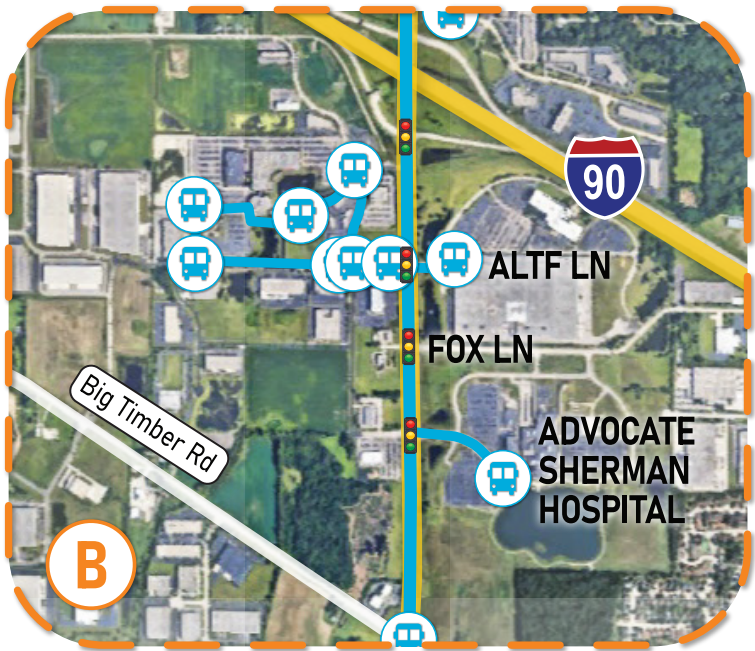 90
ALTF LN
FOX LN
Big Timber Rd
ADVOCATE
SHERMAN
HOSPITAL
B